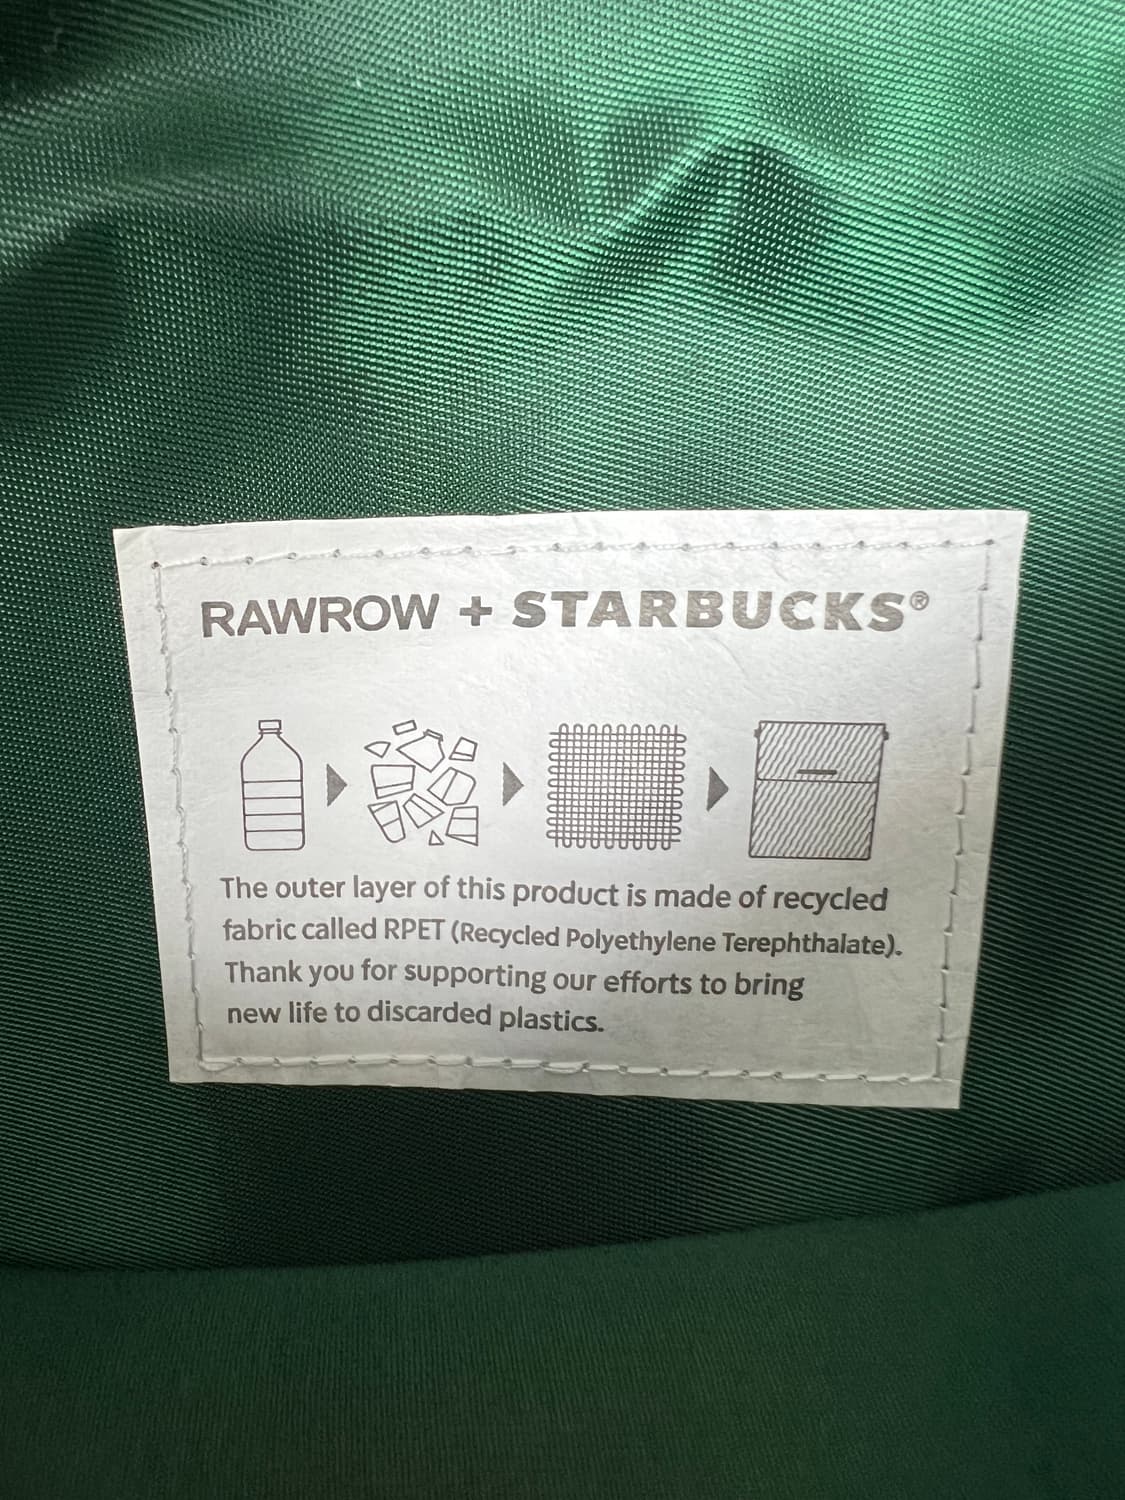 RAWROW + STARBUCKS®
The outer layer of this product is made of recycled
fabric called RPET (Recycled Polyethylene Terephthalate).
Thank you for supporting our efforts to bring
new life to discarded plastics.